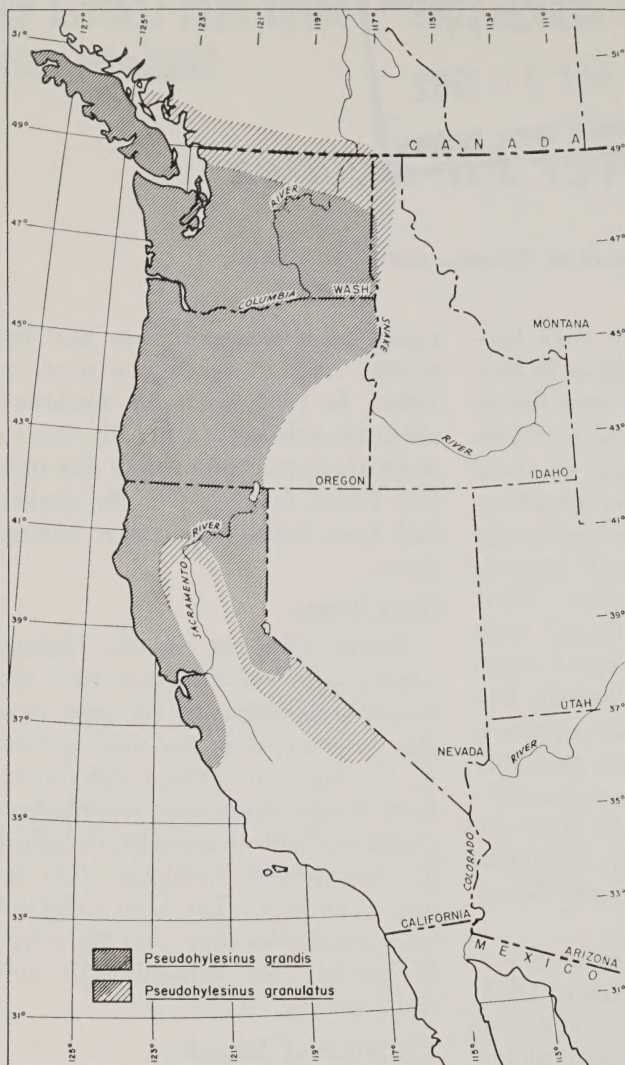 127° 125° 123° 121° 119° 117° 115° 113° 111°
51° 51°
CANADA
49° 49°
RIVER
47° 47°
COLUMBIA WASH.
45° SNAKE MONTANA 45°
43° RIVER 43°
OREGON IDAHO
41° RIVER 41°
SACRAMENTO
39° 39°
37° UTAH 37°
NEVADA RIVER
35° 35°
COLORADO
33° CALIFORNIA 33°
ARIZONA
MEXICO
Pseudohylesinus grandis
Pseudohylesinus granulatus
31° 31°
125° 123° 121° 119° 117° 115° 113°